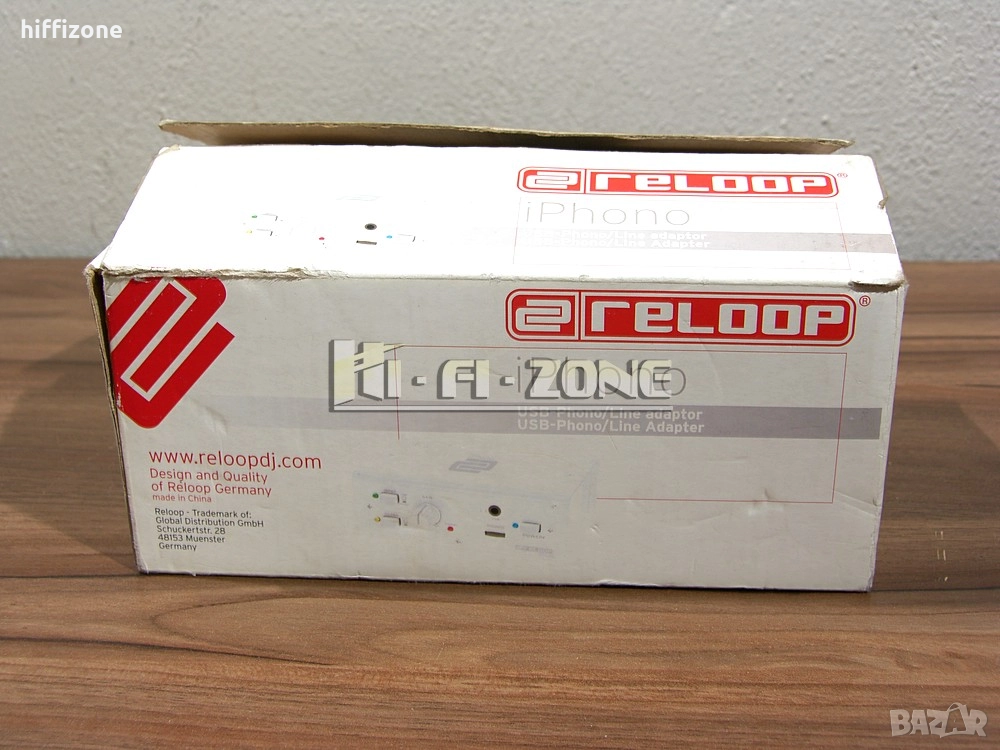 hiffizone
RELOOP®
iPhono
USB-Phono/Line adaptor
USB-Phono/Line Adapter
RELOOP®
iPhono
HI-FI-ZONE
USB-Phono/Line adaptor
USB-Phono/Line Adapter
www.reloopdj.com
Design and Quality
of Reloop Germany
made in China
Reloop - Trademark of:
Global Distribution GmbH
Schuckertstr. 28
48153 Muenster
Germany
BAZAR